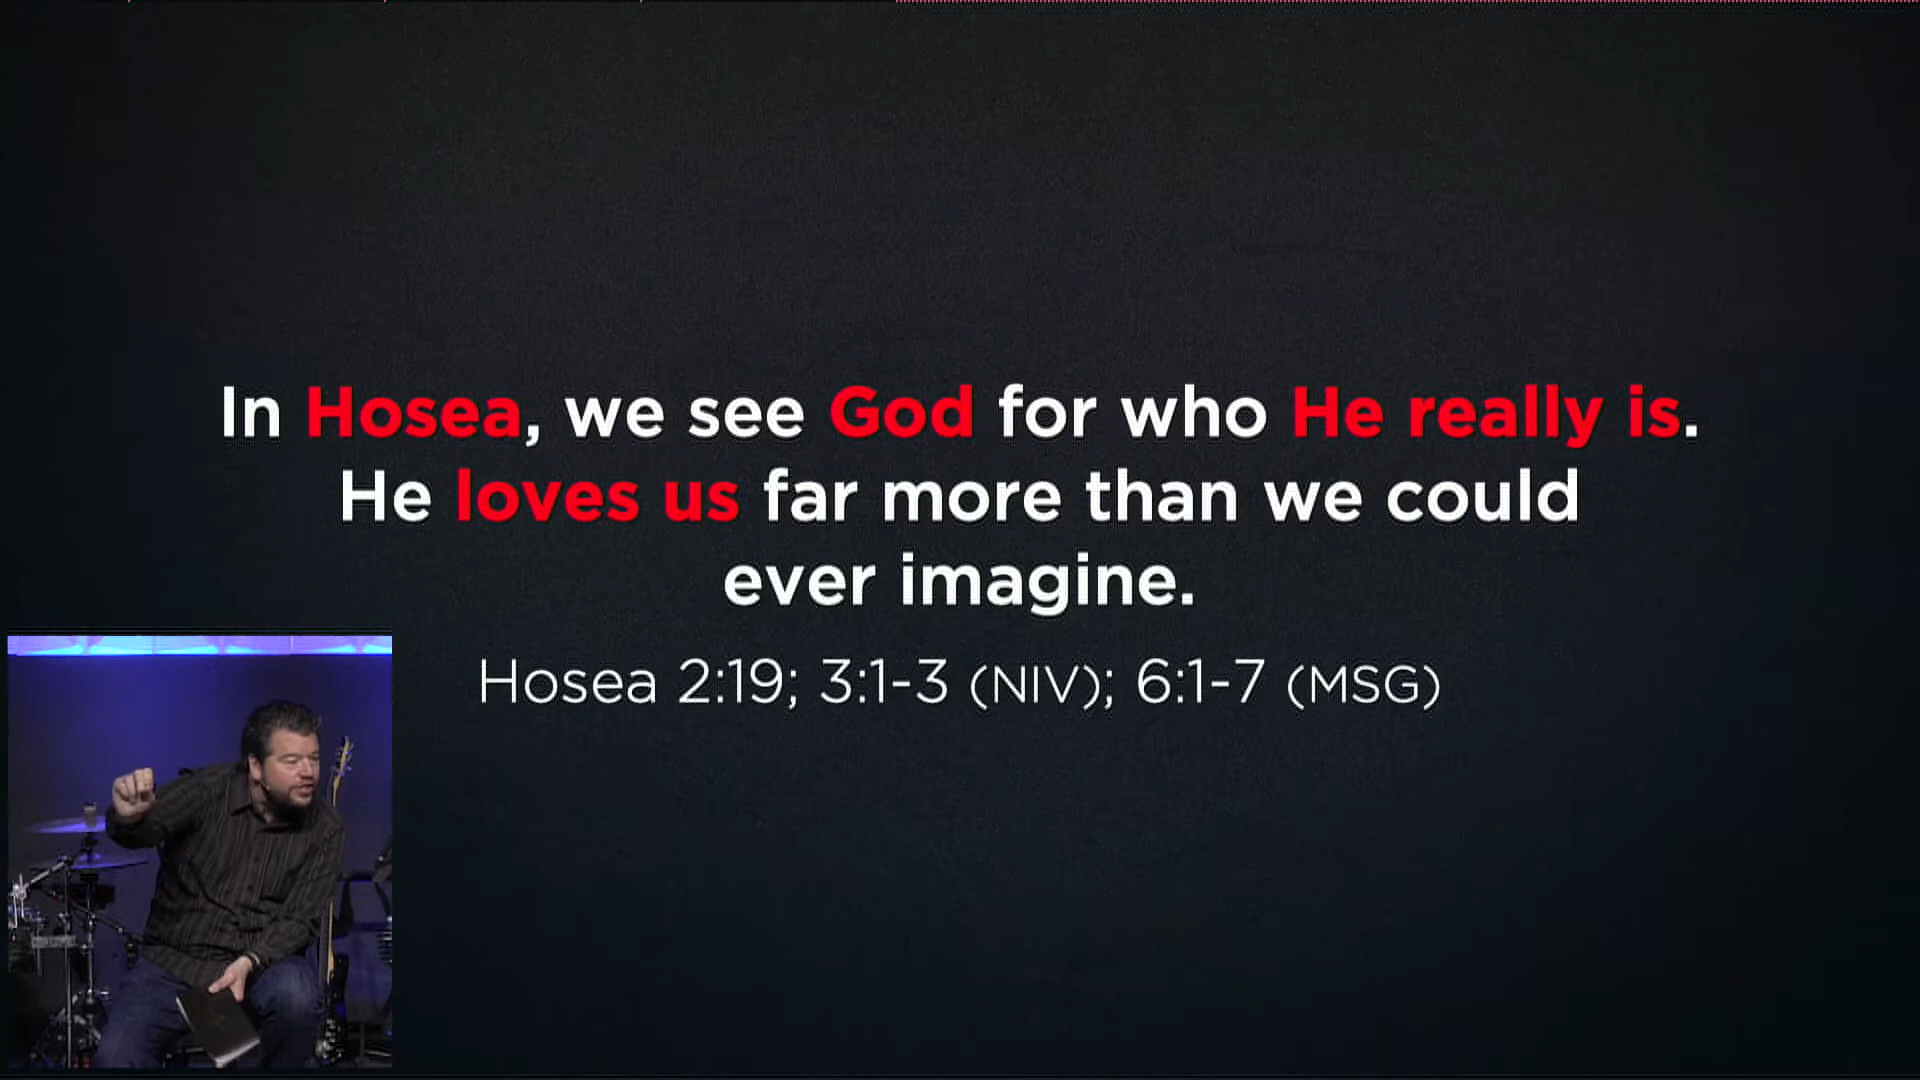 In Hosea, we see God for who He really is.
He loves us far more than we could
ever imagine.
Hosea 2:19; 3:1-3 (NIV); 6:1-7 (MSG)